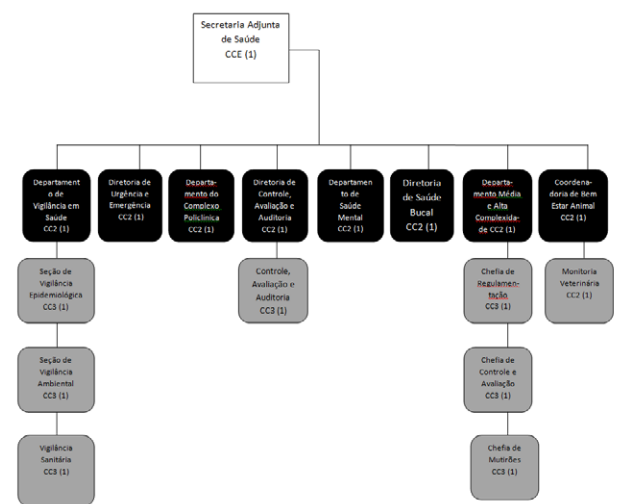 Secretaria Adjunta
de Saúde
CCE (1)
Departament
o de
Vigilância em
Saúde
CC2 (1)
Diretoria de
Urgência e
Emergência
CC2 (1)
Departa-
mento do
Complexo
Policlínica
CC2 (1)
Diretoria de
Controle,
Avaliação e
Auditoria
CC2 (1)
Departamen
to de
Saúde
Mental
CC2 (1)
Diretoria
de Saúde
Bucal
CC2 (1)
Departa-
mento Média
e Alta
Complexida-
de CC2 (1)
Coordena-
doria de Bem
Estar Animal
CC2 (1)
Seção de
Vigilância
Epidemiológica
CC3 (1)
Controle,
Avaliação e
Auditoria
CC3 (1)
Chefia de
Regulamen-
tação
CC3 (1)
Monitoria
Veterinária
CC2 (1)
Seção de
Vigilância
Ambiental
CC3 (1)
Chefia de
Controle e
Avaliação
CC3 (1)
Vigilância
Sanitária
CC3 (1)
Chefia de
Mutirões
CC3 (1)